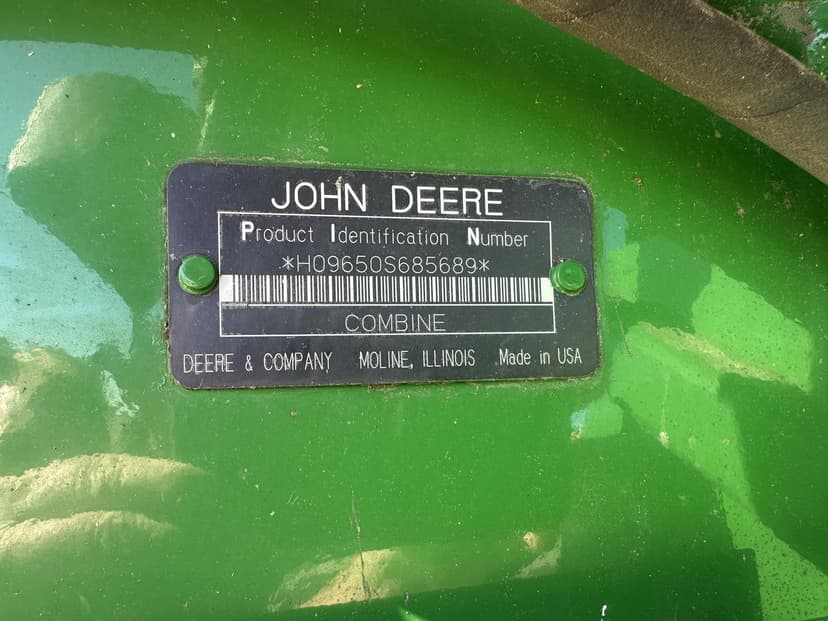 JOHN DEERE
Product Identification Number
*H09650S685689*
COMBINE
DEERE & COMPANY MOLINE, ILLINOIS Made in USA